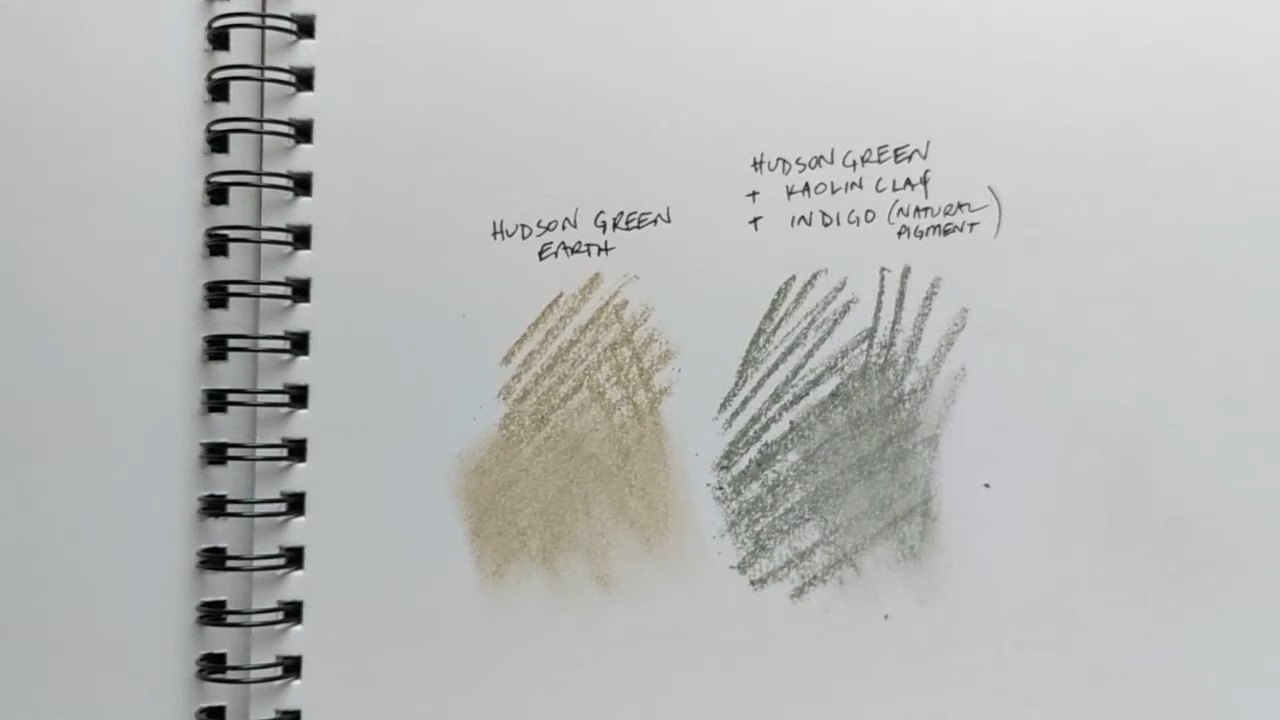 HUDSON GREEN
EARTH
HUDSON GREEN
+ KAOLIN CLAY
+ INDIGO (NATURAL
PIGMENT)